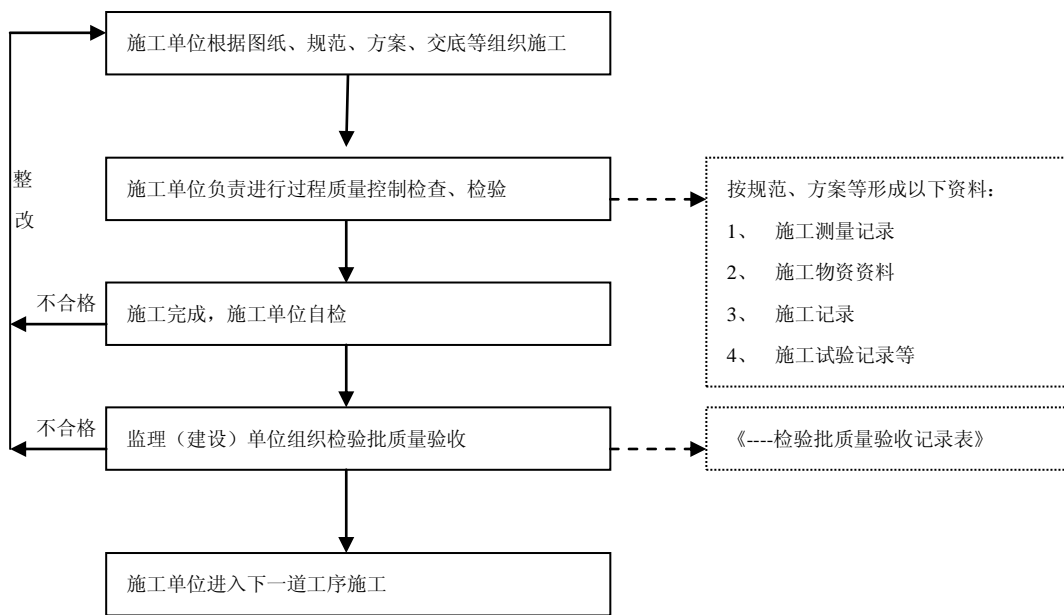 施工单位根据图纸、规范、方案、交底等组织施工
整
改
施工单位负责进行过程质量控制检查、检验
按规范、方案等形成以下资料：
1、 施工测量记录
2、 施工物资资料
3、 施工记录
4、 施工试验记录等
不合格
施工完成，施工单位自检
不合格
监理（建设）单位组织检验批质量验收
《----检验批质量验收记录表》
施工单位进入下一道工序施工